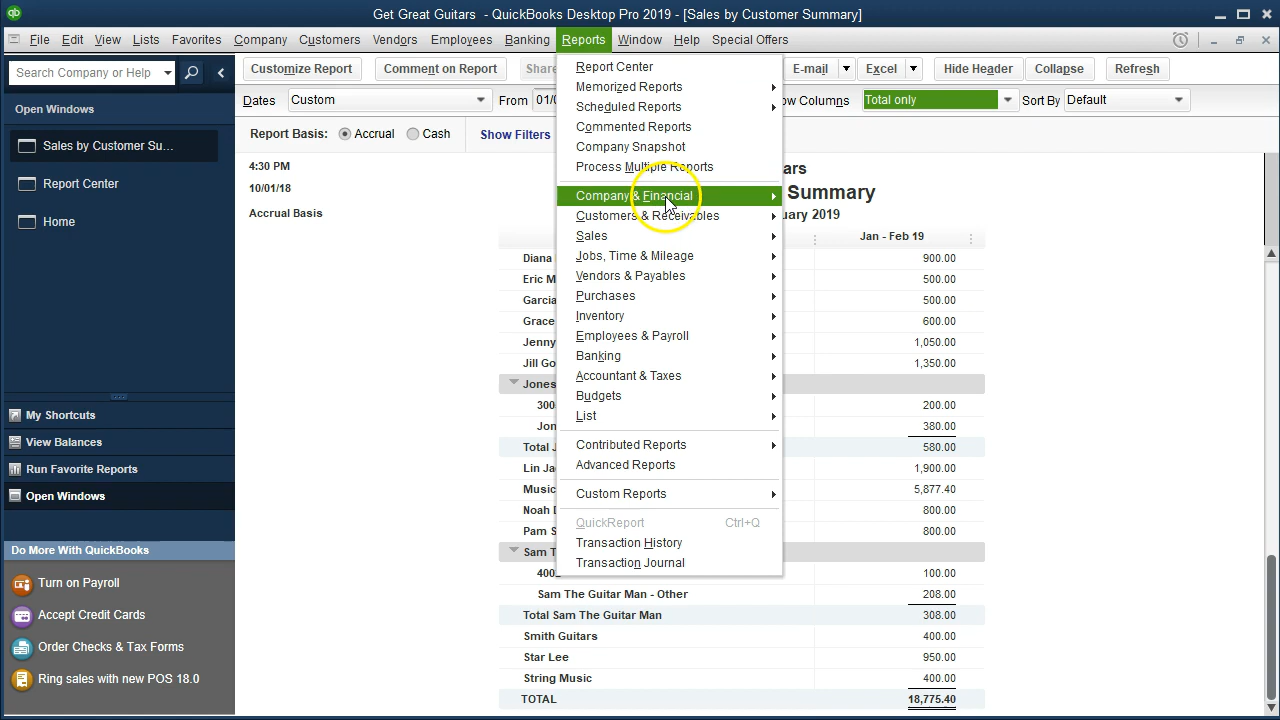 Get Great Guitars - QuickBooks Desktop Pro 2019 - [Sales by Customer Summary]
File Edit View Lists Favorites Company Customers Vendors Employees Banking Reports Window Help Special Offers
Search Company or Help
Customize Report Comment on Report E-mail Excel Hide Header Collapse Refresh
Dates Custom From Columns Total only Sort By Default
Report Basis: Accrual Cash Show Filters
Open Windows
Sales by Customer Su...
Report Center
Home
My Shortcuts
View Balances
Run Favorite Reports
Open Windows
Do More With QuickBooks
Turn on Payroll
Accept Credit Cards
Order Checks & Tax Forms
Ring sales with new POS 18.0
4:30 PM
10/01/18
Accrual Basis
Report Center
Memorized Reports
Scheduled Reports
Commented Reports
Company Snapshot
Process Multiple Reports
Company & Financial
Customers & Receivables
Sales
Jobs, Time & Mileage
Vendors & Payables
Purchases
Inventory
Employees & Payroll
Banking
Accountant & Taxes
Budgets
List
Contributed Reports
Advanced Reports
Custom Reports
QuickReport Ctrl+Q
Transaction History
Transaction Journal
Summary
2019
Jan - Feb 19
Diana 900.00
Eric 500.00
Garcia 500.00
Grace 600.00
Jenny 1,050.00
Jill 1,350.00
Jones
200.00
380.00
Total 580.00
Lin 1,900.00
Music 5,877.40
Noah 800.00
Pam 800.00
Sam
100.00
Sam The Guitar Man - Other 208.00
Total Sam The Guitar Man 308.00
Smith Guitars 400.00
Star Lee 950.00
String Music 400.00
TOTAL 18,775.40